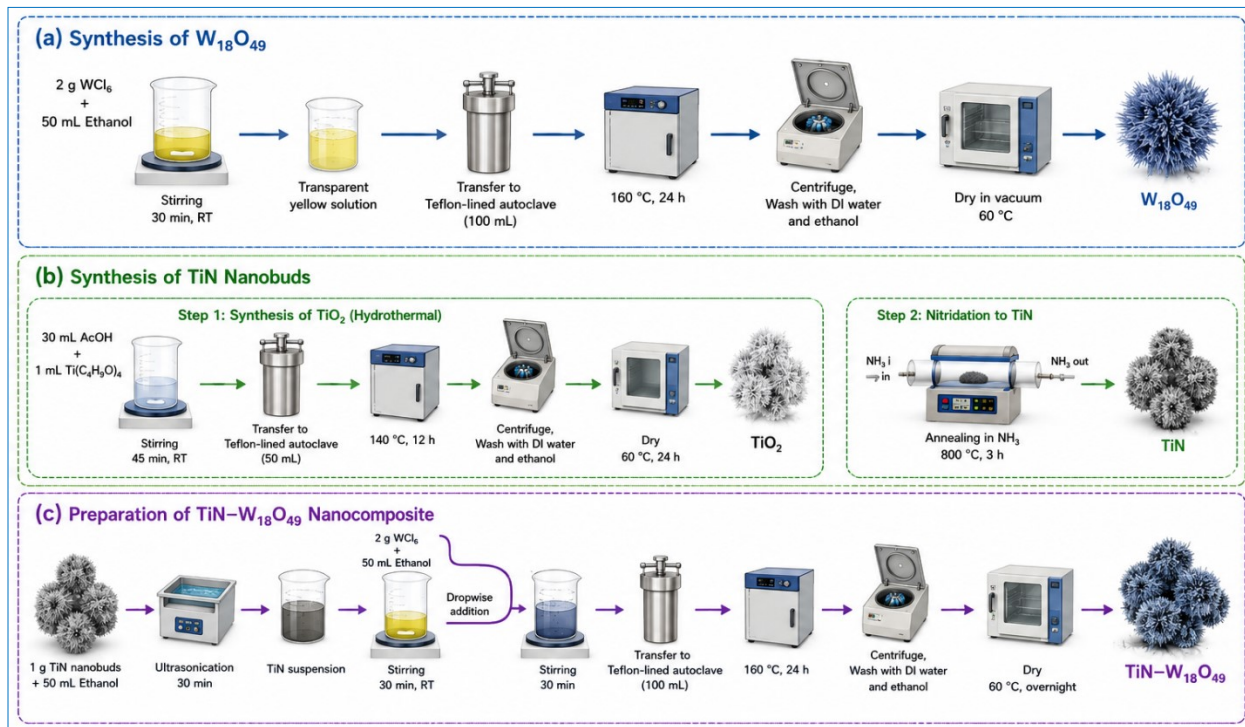 (a) Synthesis of W₁₈O₄₉
2 g WCl₆
+
50 mL Ethanol
Stirring
30 min, RT
Transparent
yellow solution
Transfer to
Teflon-lined autoclave
(100 mL)
160 °C, 24 h
Centrifuge,
Wash with DI water
and ethanol
Dry in vacuum
60 °C
W₁₈O₄₉
(b) Synthesis of TiN Nanobuds
Step 1: Synthesis of TiO₂ (Hydrothermal)
30 mL AcOH
+
1 mL Ti(C₄H₉O)₄
Stirring
45 min, RT
Transfer to
Teflon-lined autoclave
(50 mL)
140 °C, 12 h
Centrifuge,
Wash with DI water
and ethanol
Dry
60 °C, 24 h
TiO₂
Step 2: Nitridation to TiN
NH₃ i
in
NH₃ out
Annealing in NH₃
800 °C, 3 h
TiN
(c) Preparation of TiN–W₁₈O₄₉ Nanocomposite
1 g TiN nanobuds
+ 50 mL Ethanol
Ultrasonication
30 min
TiN suspension
2 g WCl₆
+
50 mL Ethanol
Stirring
30 min, RT
Dropwise
addition
Stirring
30 min
Transfer to
Teflon-lined autoclave
(100 mL)
160 °C, 24 h
Centrifuge,
Wash with DI water
and ethanol
Dry
60 °C, overnight
TiN–W₁₈O₄₉